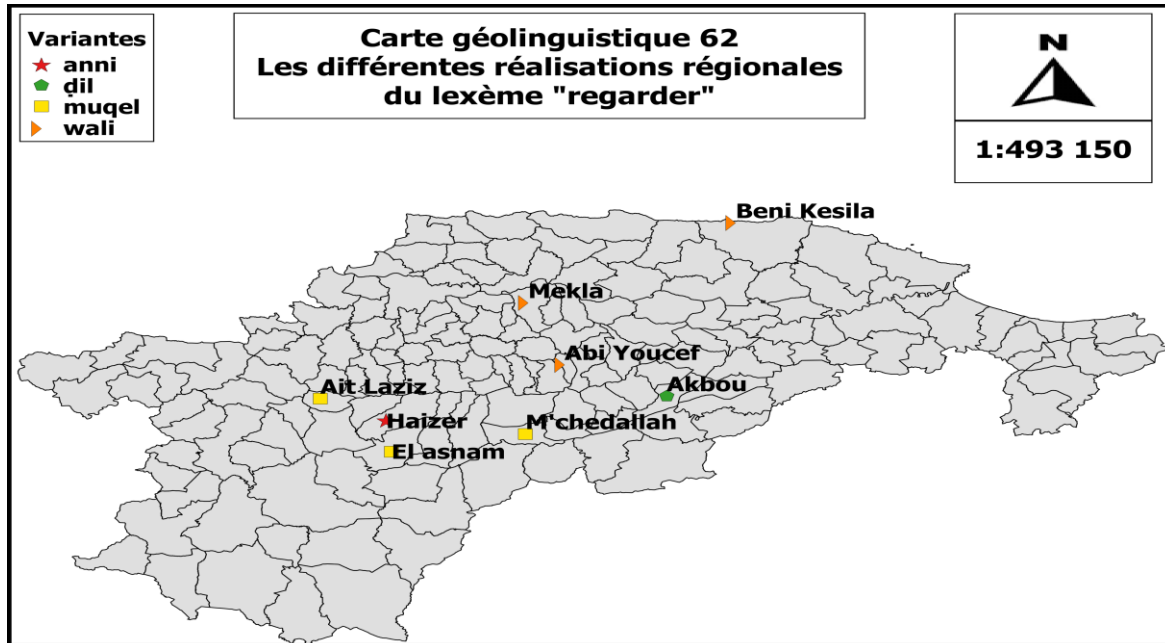 Variantes
anni
ḍil
muqel
wali
Carte géolinguistique 62
Les différentes réalisations régionales
du lexème "regarder"
N
1:493 150
Beni Kesila
Mekla
Abi Youcef
Ait Laziz
Akbou
Haizer
M'chedallah
El asnam